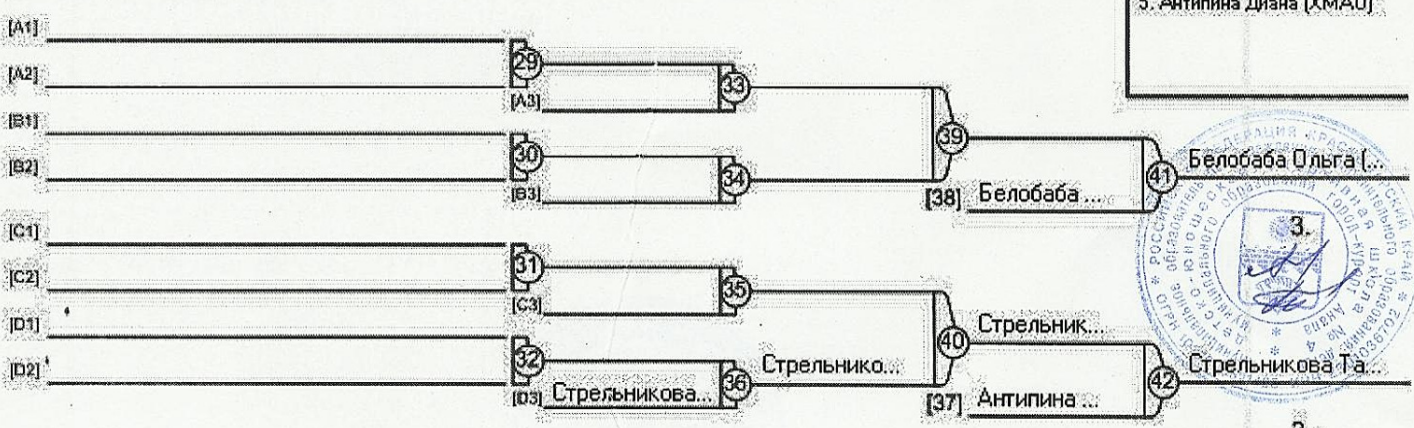 5. Антипина Диана [ХМАО]
[A1]
[A2]
29
33
[A3]
[B1]
39
[B2]
30
34
41
Белобаба Ольга (...
[B3]
[38] Белобаба ...
[C1]
3.
[C2]
31
35
[C3]
[D1]
Стрельник...
40
[D2]
32
Стрельнико...
Стрельникова Та...
[D3] Стрельникова...
36
42
[37] Антипина ...